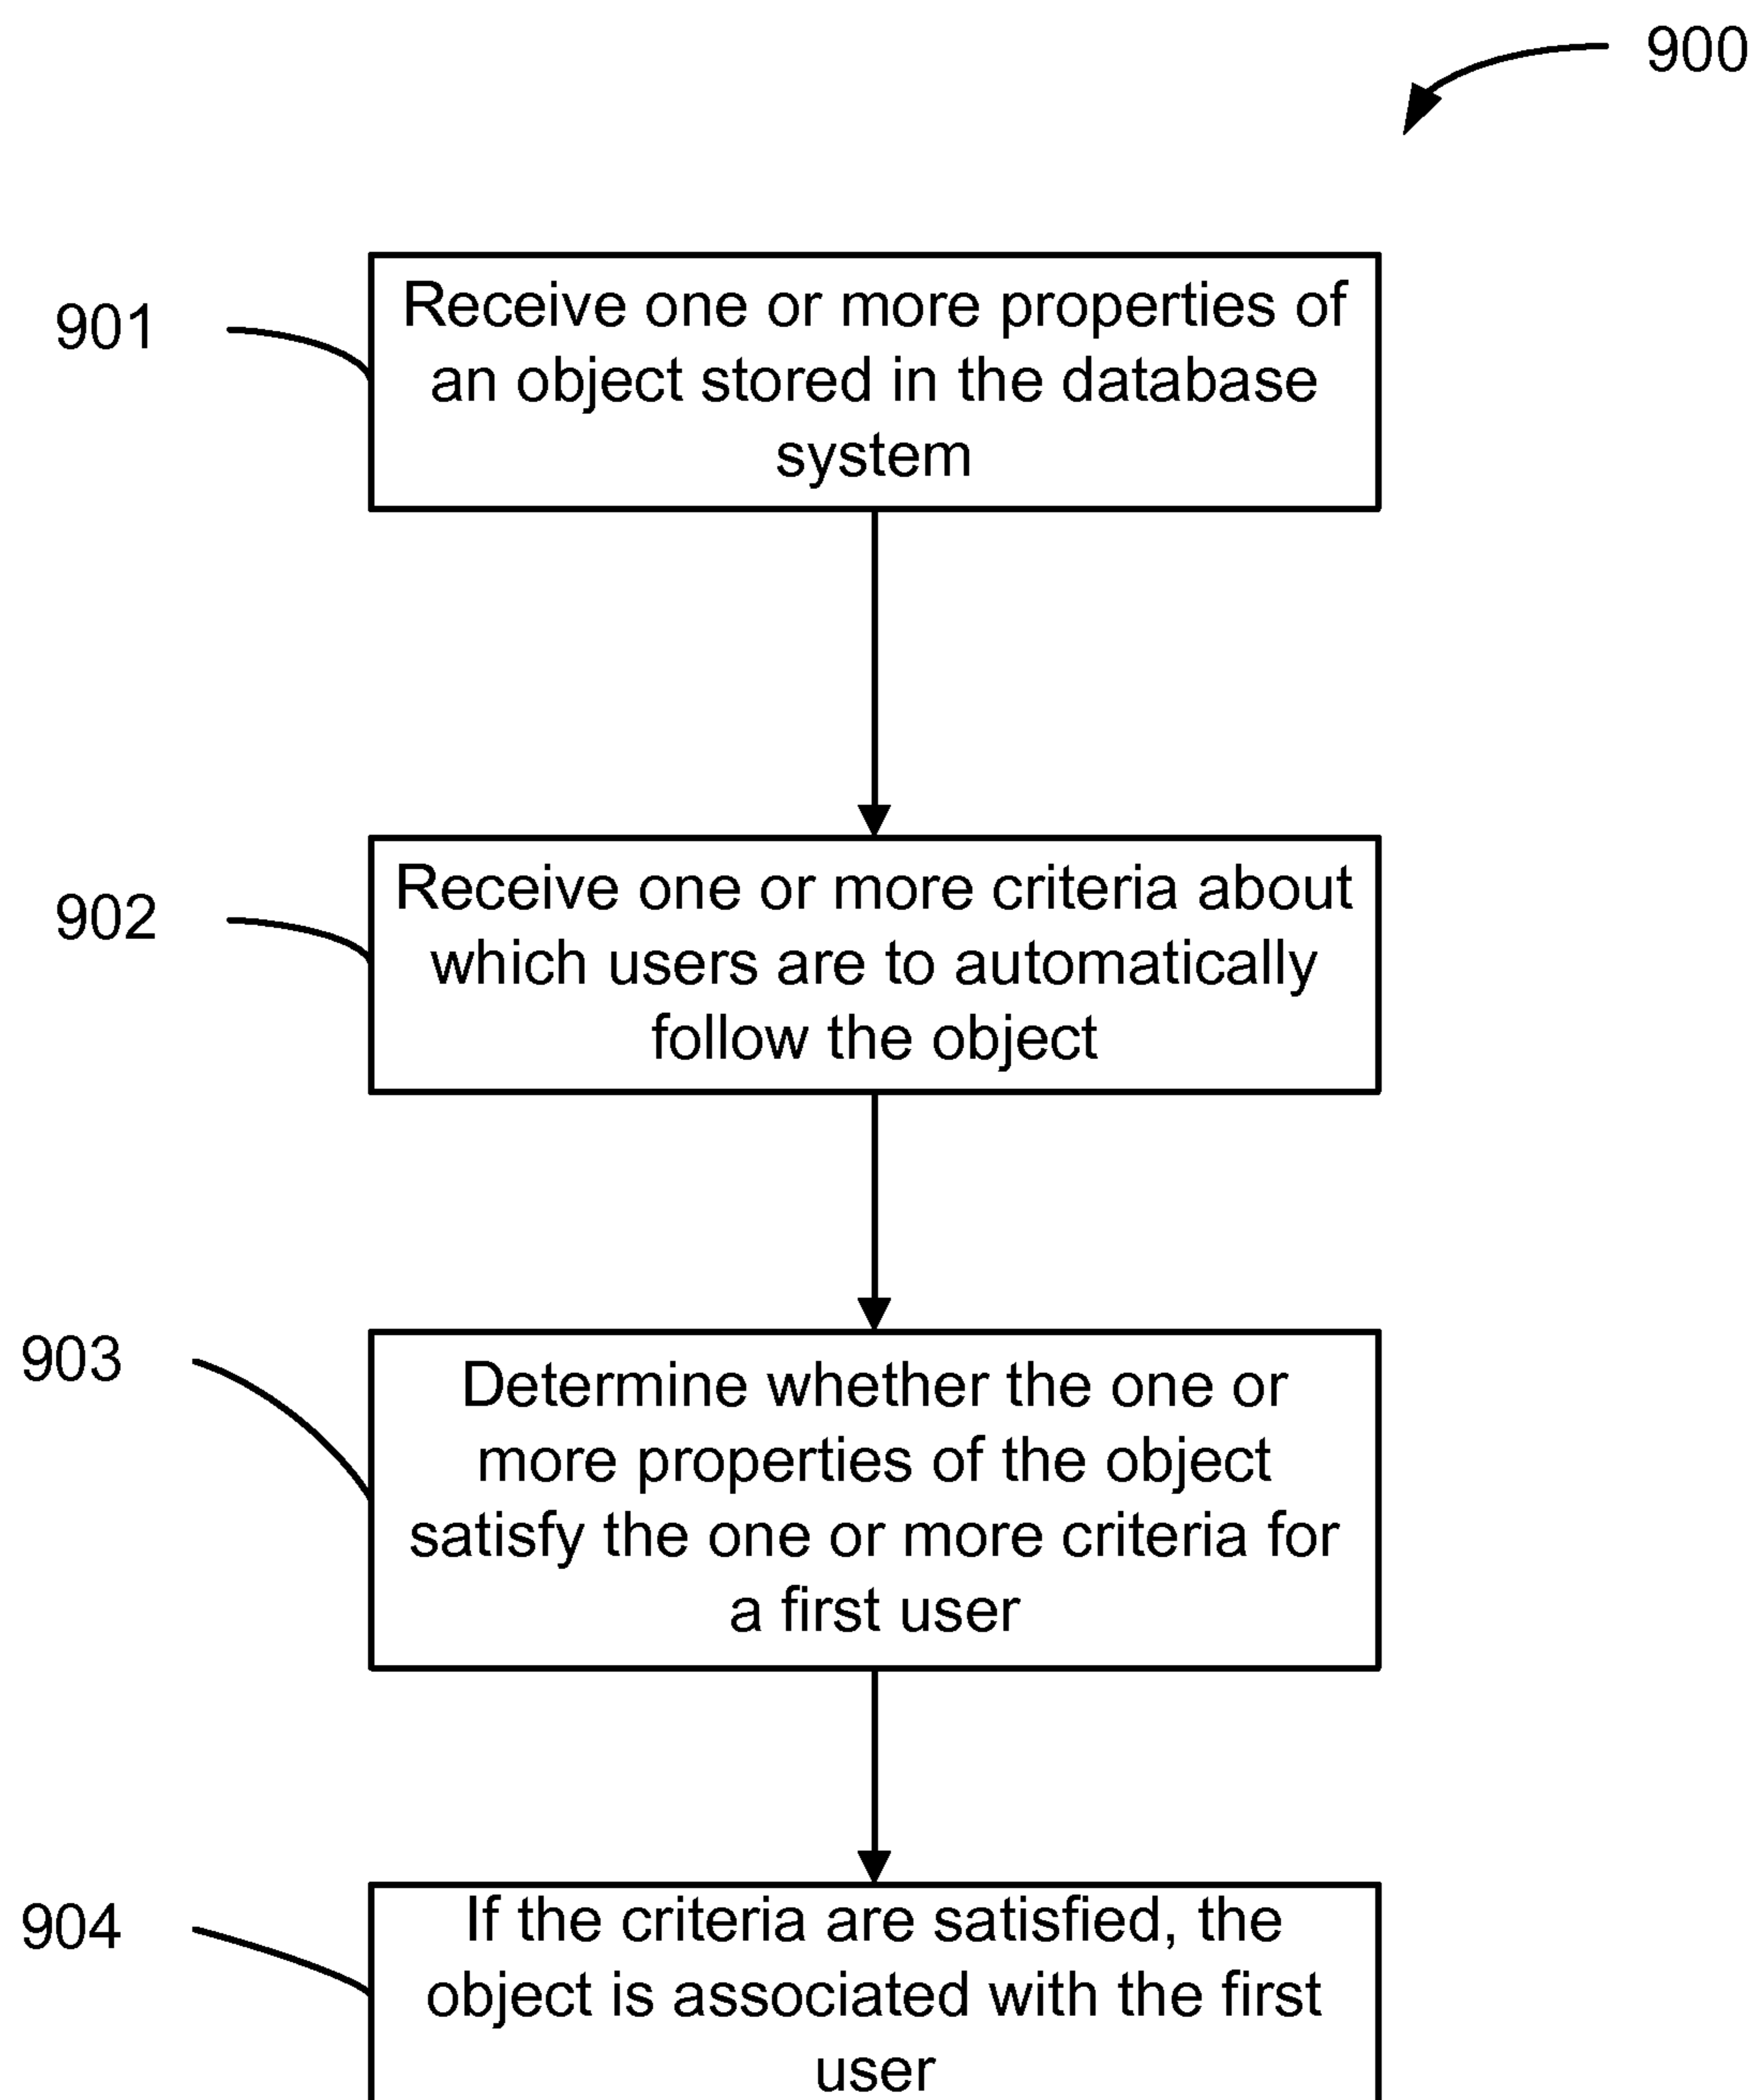 900
901
Receive one or more properties of
an object stored in the database
system
902
Receive one or more criteria about
which users are to automatically
follow the object
903
Determine whether the one or
more properties of the object
satisfy the one or more criteria for
a first user
904
If the criteria are satisfied, the
object is associated with the first
user